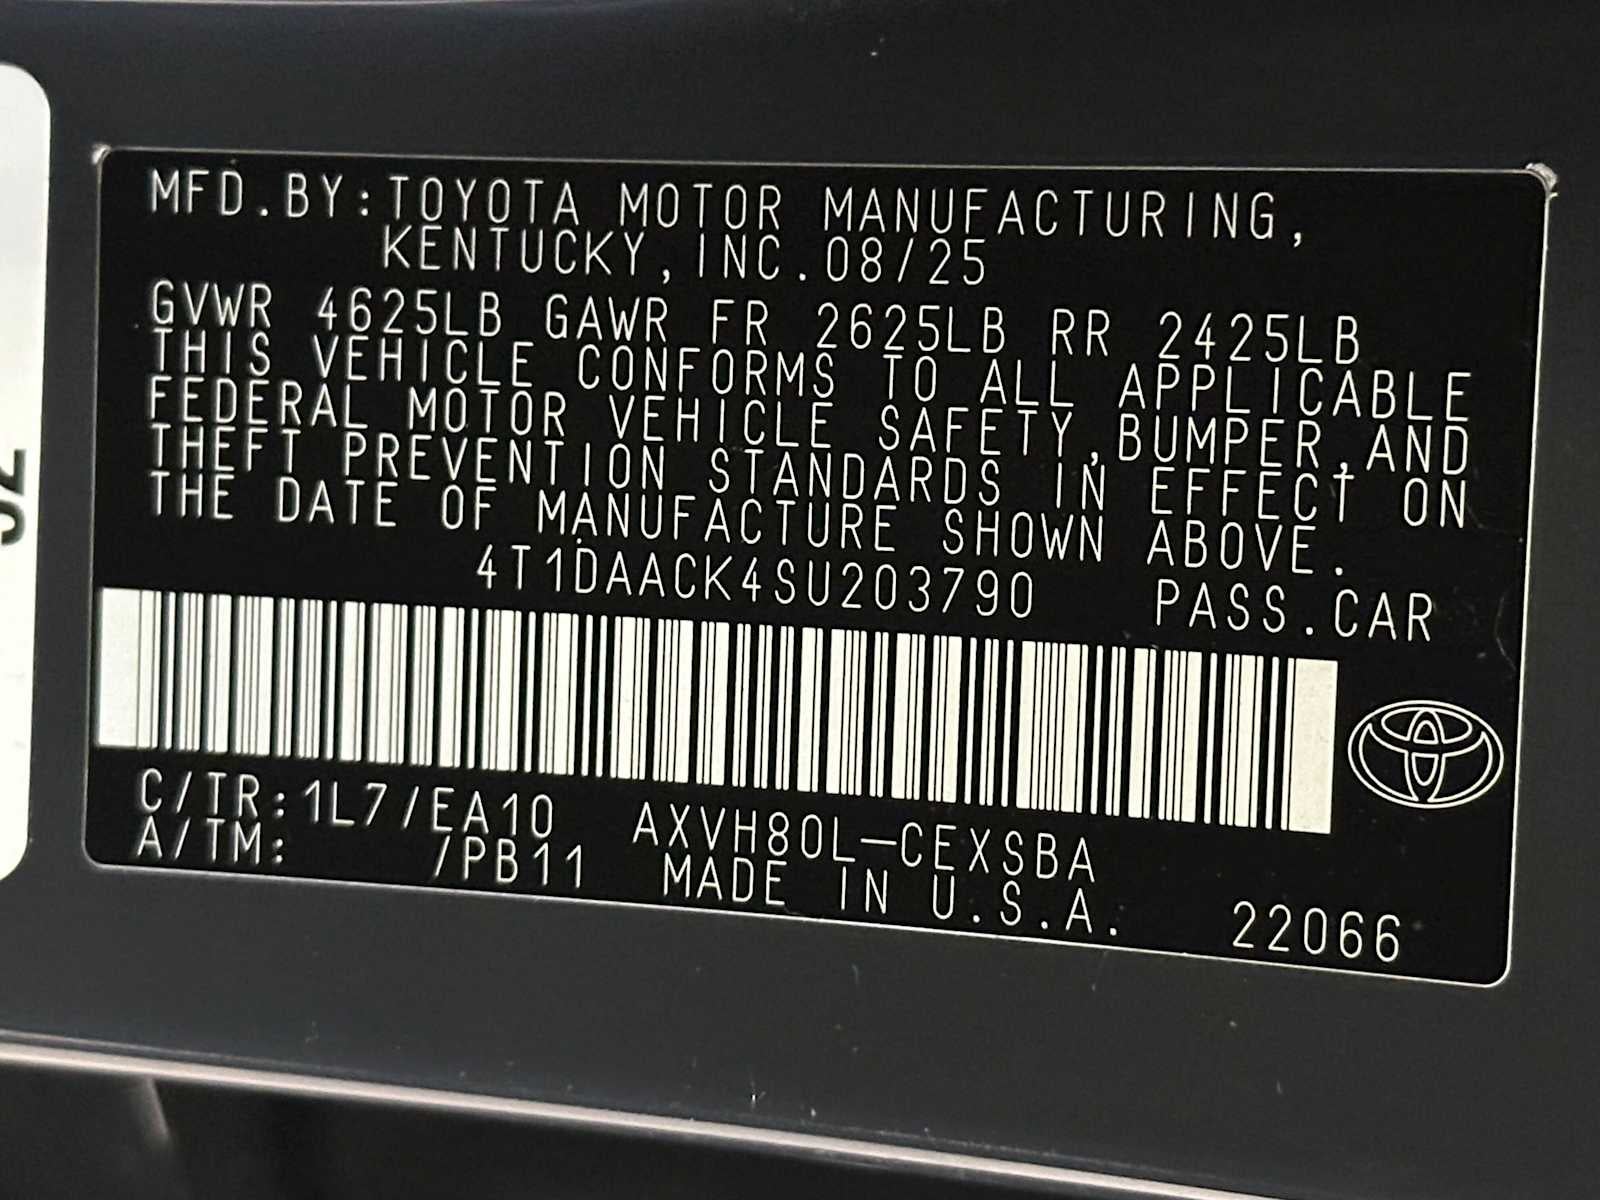 MFD.BY:TOYOTA MOTOR MANUFACTURING,
KENTUCKY,INC.08/25
GVWR 4625LB GAWR FR 2625LB RR 2425LB
THIS VEHICLE CONFORMS TO ALL APPLICABLE
FEDERAL MOTOR VEHICLE SAFETY,BUMPER,AND
THEFT PREVENTION STANDARDS IN EFFECT ON
THE DATE OF MANUFACTURE SHOWN ABOVE.
4T1DAACK4SU203790 PASS.CAR
C/TR:1L7/EA10 AXVH80L-CEXSBA
A/TM: /PB11 MADE IN U.S.A. 22066